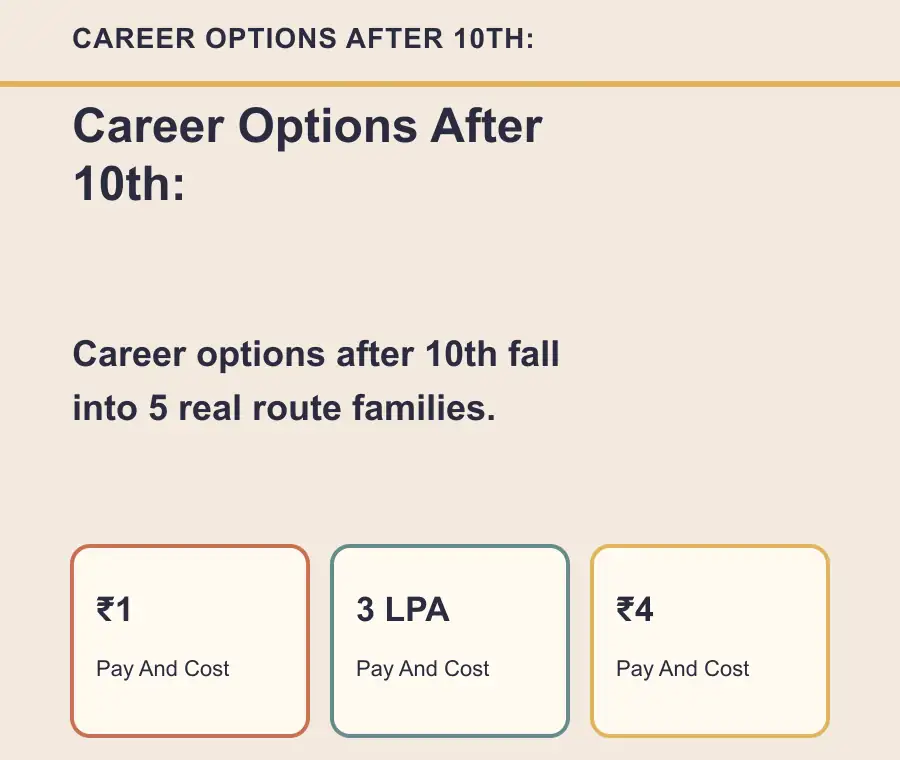 CAREER OPTIONS AFTER 10TH:
Career Options After
10th:
Career options after 10th fall
into 5 real route families.
₹1
Pay And Cost
3 LPA
Pay And Cost
₹4
Pay And Cost